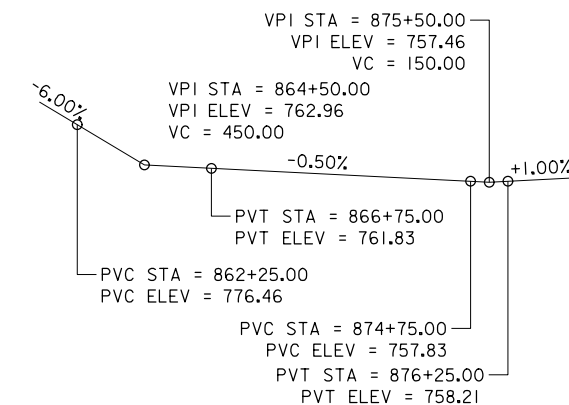 VPI STA = 875+50.00
VPI ELEV = 757.46
VC = 150.00
-6.00%
VPI STA = 864+50.00
VPI ELEV = 762.96
VC = 450.00
-0.50%
+1.00%
PVT STA = 866+75.00
PVT ELEV = 761.83
PVC STA = 862+25.00
PVC ELEV = 776.46
PVC STA = 874+75.00
PVC ELEV = 757.83
PVT STA = 876+25.00
PVT ELEV = 758.21